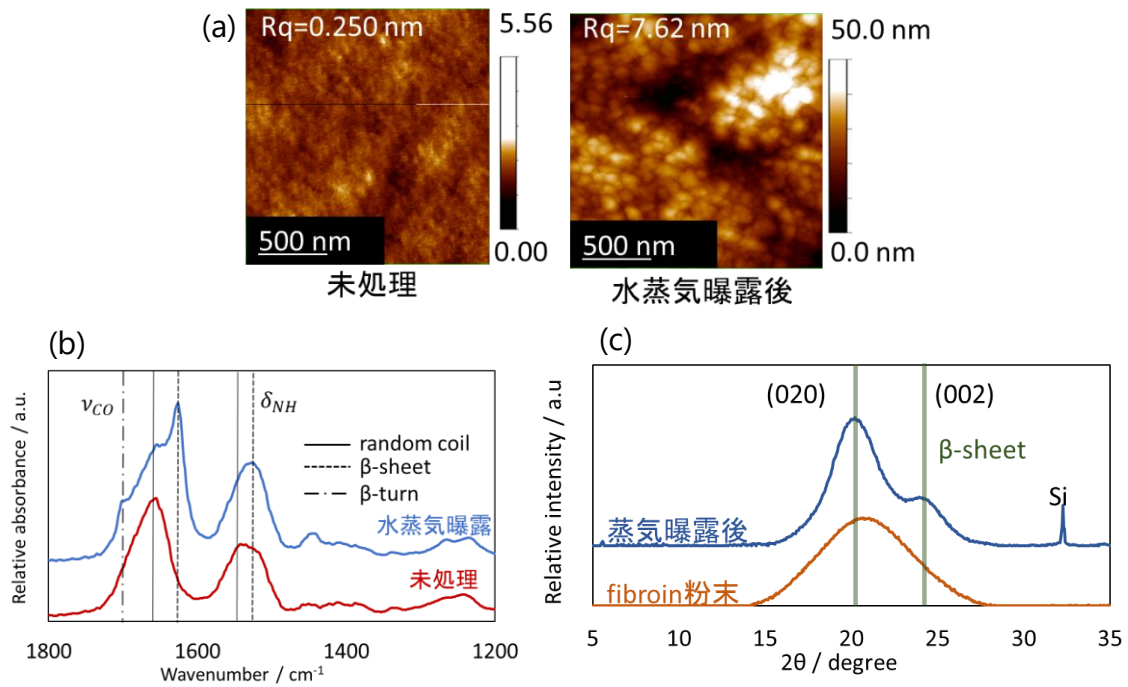 (a)
Rq=0.250 nm
5.56
0.00
500 nm
未処理
Rq=7.62 nm
50.0 nm
0.0 nm
500 nm
水蒸気曝露後
(b)
Relative absorbance / a.u.
νCO
δNH
random coil
β-sheet
β-turn
水蒸気曝露
未処理
1800
1600
1400
1200
Wavenumber / cm⁻¹
(c)
Relative intensity / a.u
(020)
(002)
β-sheet
Si
蒸気曝露後
fibroin粉末
5
10
15
20
25
30
35
2θ / degree